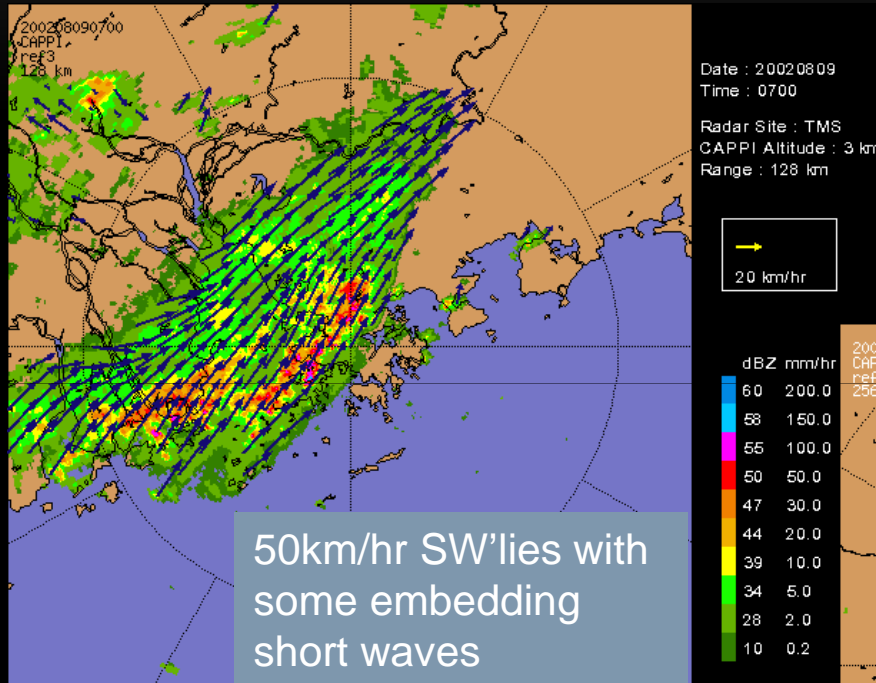 200208090700
CAPPI
ref3
128 km
Date : 20020809
Time : 0700
Radar Site : TMS
CAPPI Altitude : 3 km
Range : 128 km
20 km/hr
dBZ mm/hr
60 200.0
58 150.0
55 100.0
50 50.0
47 30.0
44 20.0
39 10.0
34 5.0
28 2.0
10 0.2
50km/hr SW’lies with
some embedding
short waves